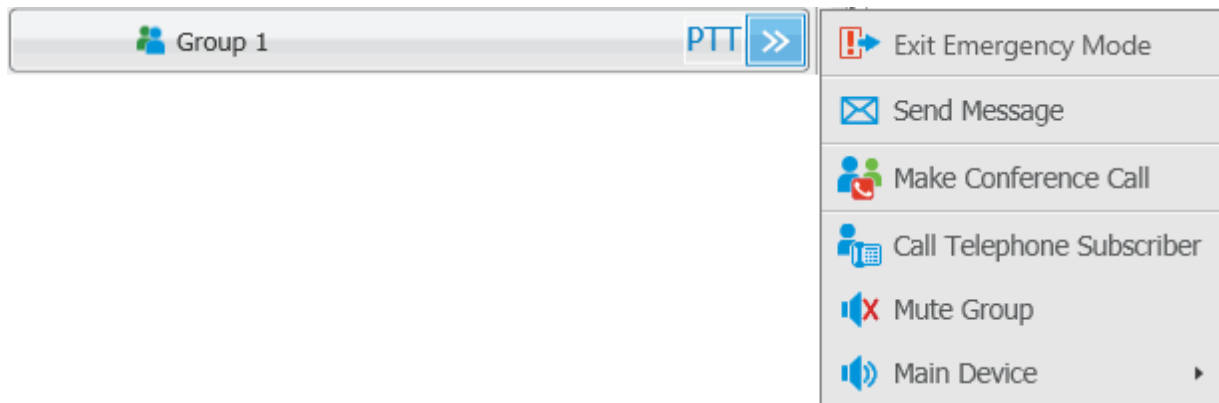 Group 1 PTT
Exit Emergency Mode
Send Message
Make Conference Call
Call Telephone Subscriber
Mute Group
Main Device